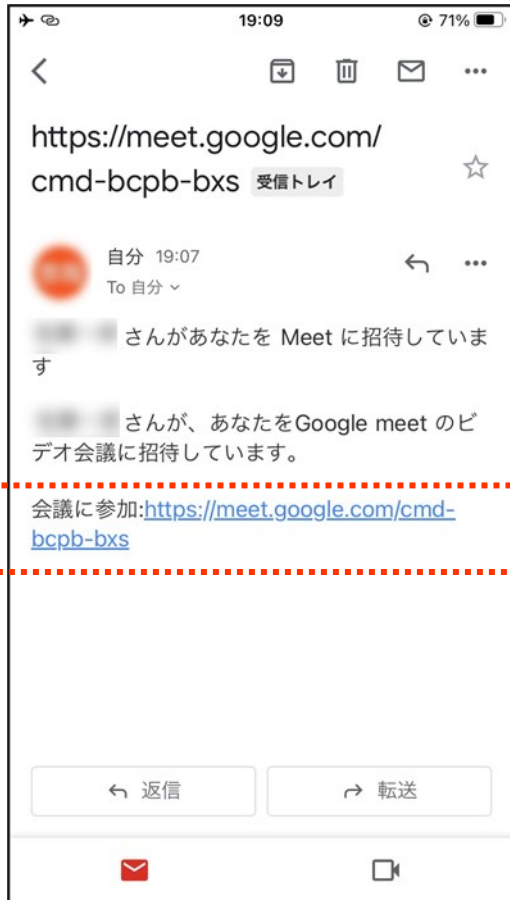 19:09
71%
https://meet.google.com/
cmd-bcpb-bxs 受信トレイ
自分 19:07
To 自分
さんがあなたを Meet に招待していま
す
さんが、あなたをGoogle meet のビ
デオ会議に招待しています。
会議に参加:https://meet.google.com/cmd-
bcpb-bxs
返信 転送